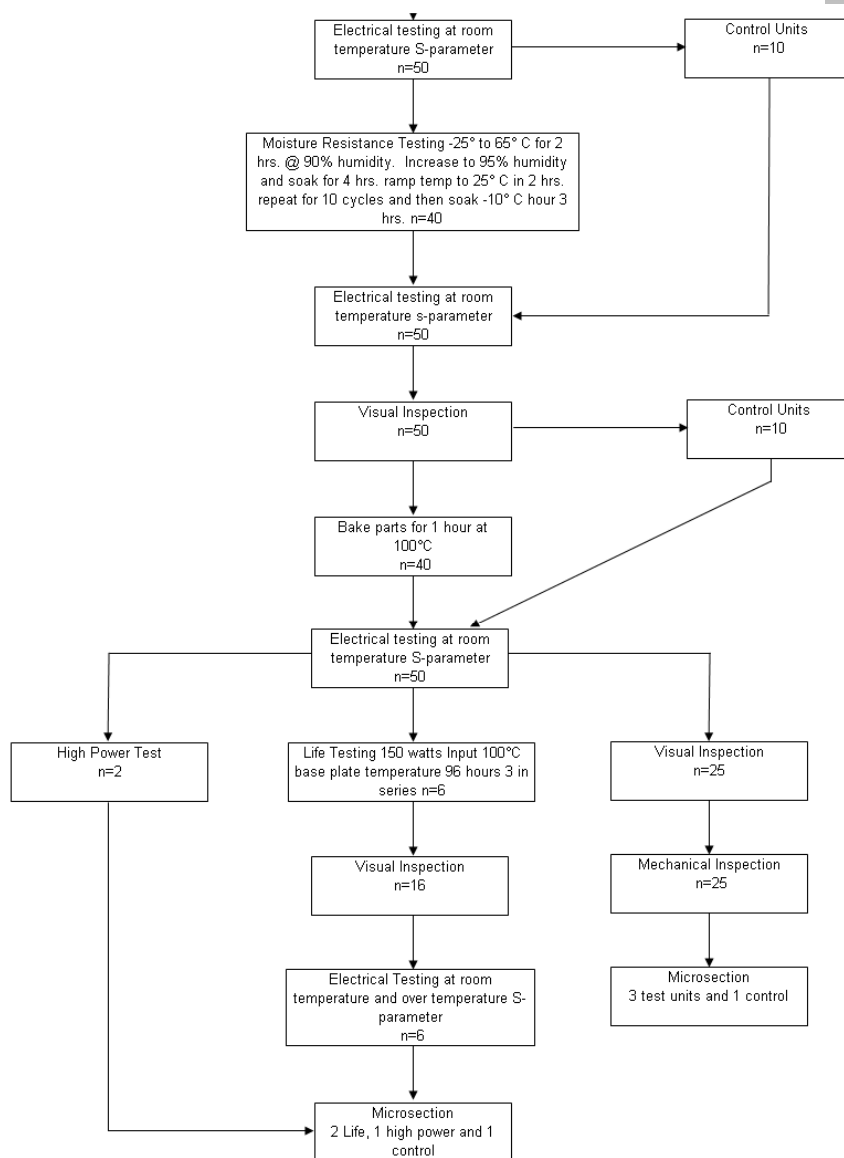 Electrical testing at room
temperature S-parameter
n=50
Control Units
n=10
Moisture Resistance Testing -25° to 65° C for 2
hrs. @ 90% humidity.  Increase to 95% humidity
and soak for 4 hrs. ramp temp to 25° C in 2 hrs.
repeat for 10 cycles and then soak -10° C hour 3
hrs. n=40
Electrical testing at room
temperature s-parameter
n=50
Visual Inspection
n=50
Control Units
n=10
Bake parts for 1 hour at
100°C
n=40
Electrical testing at room
temperature S-parameter
n=50
High Power Test
n=2
Life Testing 150 watts Input 100°C
base plate temperature 96 hours 3 in
series n=6
Visual Inspection
n=25
Visual Inspection
n=16
Mechanical Inspection
n=25
Electrical Testing at room
temperature and over temperature S-
parameter
n=6
Microsection
3 test units and 1 control
Microsection
2 Life, 1 high power and 1
control